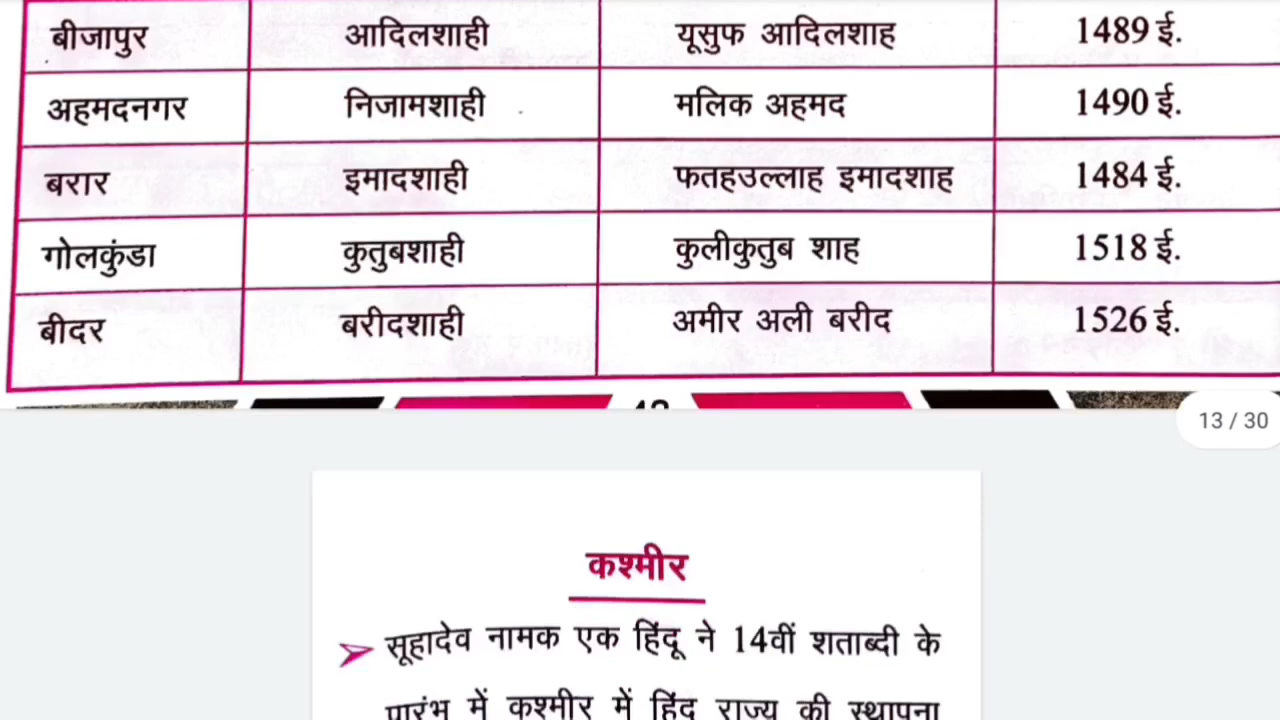 बीजापुर आदिलशाही यूसुफ आदिलशाह 1489 ई.
अहमदनगर निजामशाही मलिक अहमद 1490 ई.
बरार इमादशाही फतहउल्लाह इमादशाह 1484 ई.
गोलकुंडा कुतुबशाही कुलीकुतुब शाह 1518 ई.
बीदर बरीदशाही अमीर अली बरीद 1526 ई.
13 / 30
कश्मीर
सूहादेव नामक एक हिंदू ने 14वीं शताब्दी के
प्रारंभ में कश्मीर में हिंदू राज्य की स्थापना